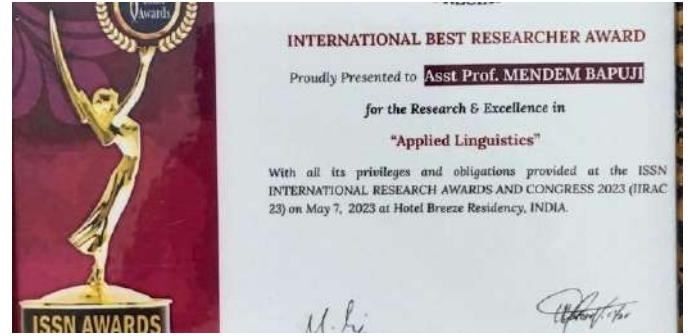 Awards
INTERNATIONAL BEST RESEARCHER AWARD
Proudly Presented to Asst Prof. MENDEM BAPUJI
for the Research & Excellence in
"Applied Linguistics"
With all its privileges and obligations provided at the ISSN
INTERNATIONAL RESEARCH AWARDS AND CONGRESS 2023 (IIRAC
23) on May 7, 2023 at Hotel Breeze Residency, INDIA.
ISSN AWARDS